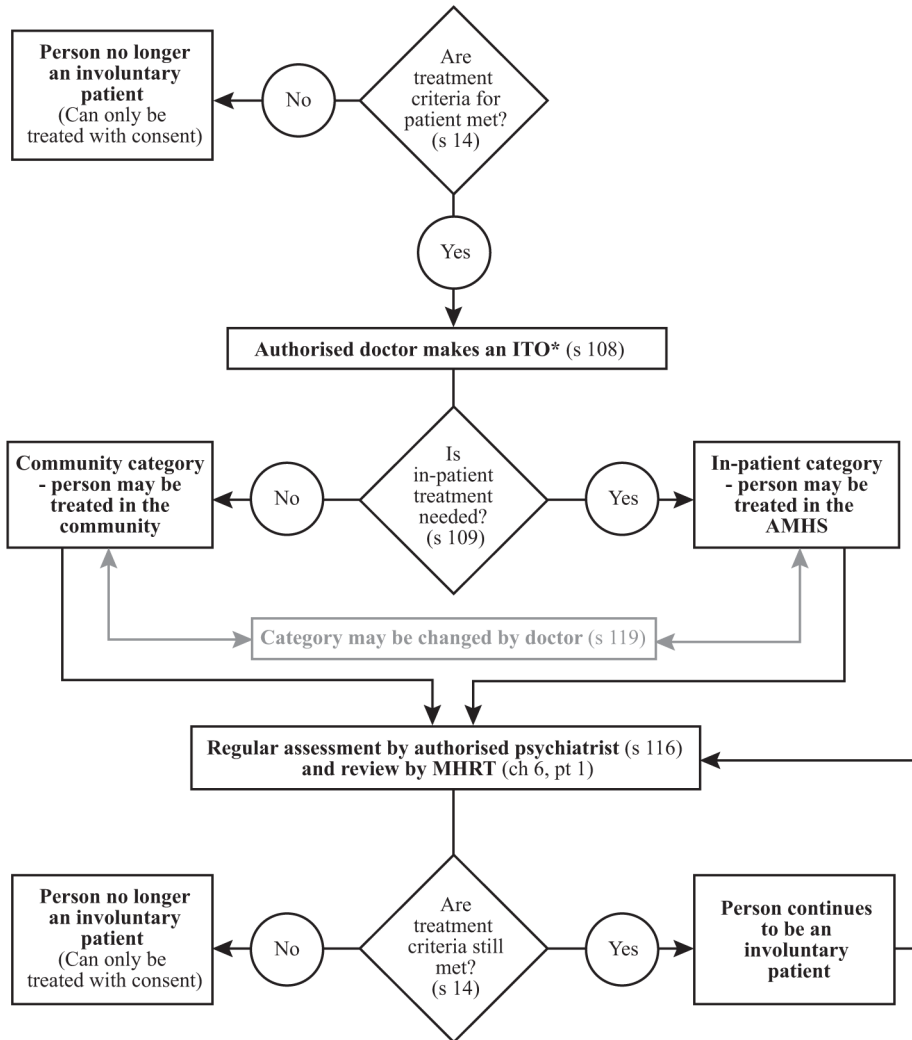 Person no longer
an involuntary
patient
(Can only be
treated with consent)
No
Are
treatment
criteria for
patient met?
(s 14)
Yes
Authorised doctor makes an ITO* (s 108)
Community category
- person may be
treated in the
community
No
Is
in-patient
treatment
needed?
(s 109)
Yes
In-patient category
- person may be
treated in the
AMHS
Category may be changed by doctor (s 119)
Regular assessment by authorised psychiatrist (s 116)
and review by MHRT (ch 6, pt 1)
Person no longer
an involuntary
patient
(Can only be
treated with consent)
No
Are
treatment
criteria still
met?
(s 14)
Yes
Person continues
to be an
involuntary
patient